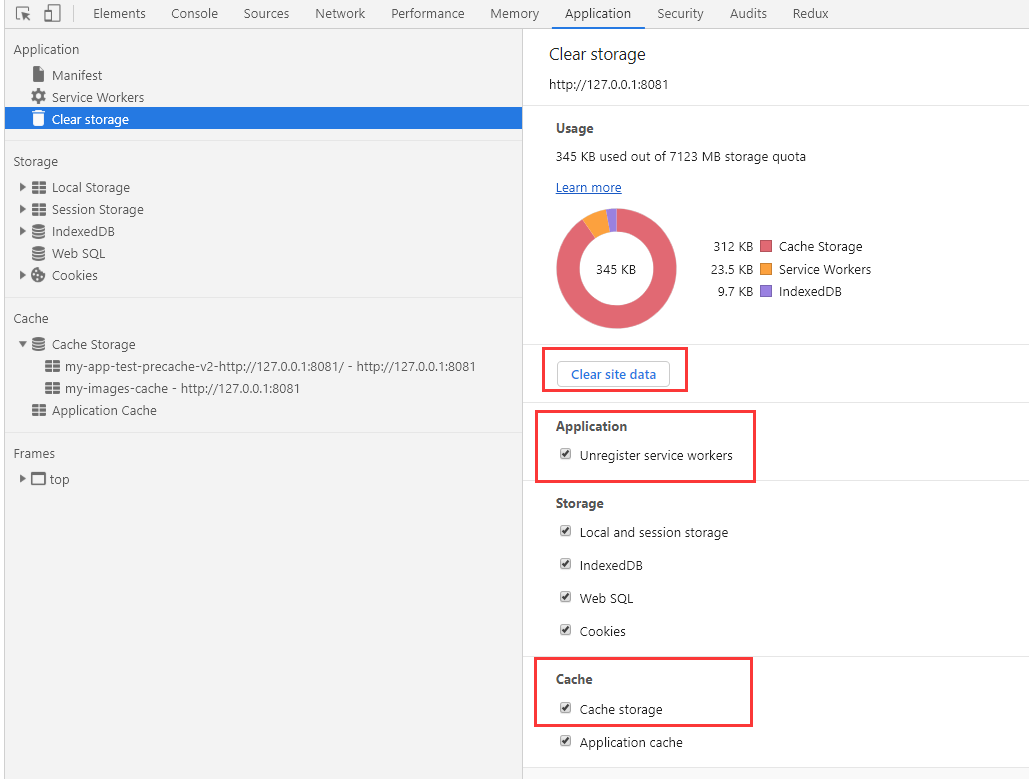 Elements Console Sources Network Performance Memory Application Security Audits Redux
Application
Manifest
Service Workers
Clear storage
Storage
Local Storage
Session Storage
IndexedDB
Web SQL
Cookies
Cache
Cache Storage
my-app-test-precache-v2-http://127.0.0.1:8081/ - http://127.0.0.1:8081
my-images-cache - http://127.0.0.1:8081
Application Cache
Frames
top
Clear storage
http://127.0.0.1:8081
Usage
345 KB used out of 7123 MB storage quota
Learn more
345 KB
312 KB Cache Storage
23.5 KB Service Workers
9.7 KB IndexedDB
Clear site data
Application
Unregister service workers
Storage
Local and session storage
IndexedDB
Web SQL
Cookies
Cache
Cache storage
Application cache